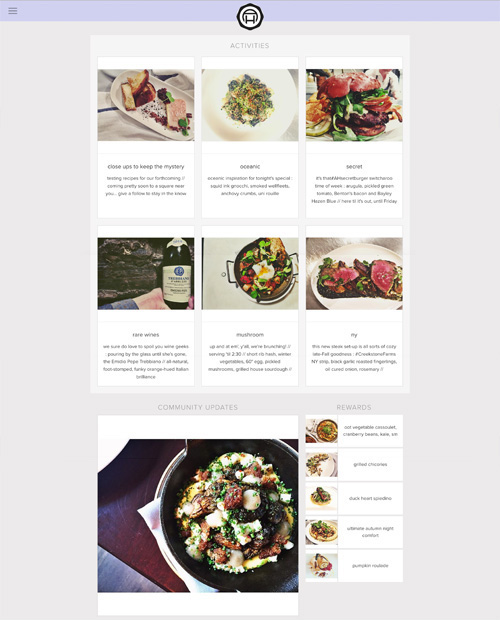 ACTIVITIES
close ups to keep the mystery
testing recipes for our forthcoming //
coming pretty soon to a square near
you... give a follow to stay in the know
oceanic
oceanic inspiration for tonight's special :
squid ink gnocchi, smoked wellfleets,
anchovy crumbs, uni rouille
secret
it's that
secretburger switcharoo
time of week : arugula, pickled green
tomato, Benton's bacon and Bayley
Hazen Blue // here til it's out, until Friday
rare wines
we sure do love to spoil you wine geeks
: pouring by the glass until she's gone,
the Emidio Pepe Trebbiano // all-natural,
foot-stomped, funky orange-hued Italian
brilliance
mushroom
up and at em', y'all, we're brunching! //
serving 'til 2:30 // short rib hash, winter
vegetables, 60° egg, pickled
mushrooms, grilled house sourdough //
ny
this new steak set-up is all sorts of cozy
late-Fall goodness : #CreekstoneFarms
NY strip, black garlic roasted fingerlings,
oil cured onion, rosemary //
COMMUNITY UPDATES
REWARDS
vegetable cassoulet,
cranberry beans, kale,
grilled chicories
duck heart spiedino
ultimate autumn night
comfort
pumpkin roulade